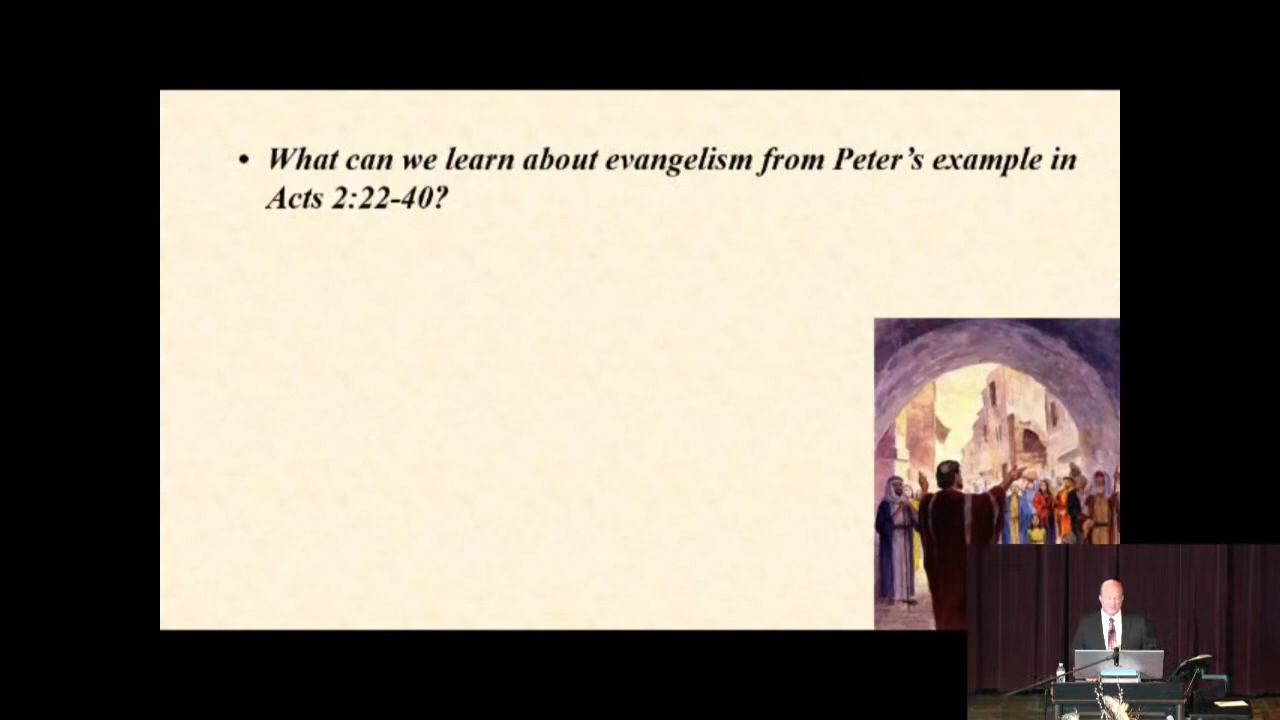 • What can we learn about evangelism from Peter’s example in
Acts 2:22-40?